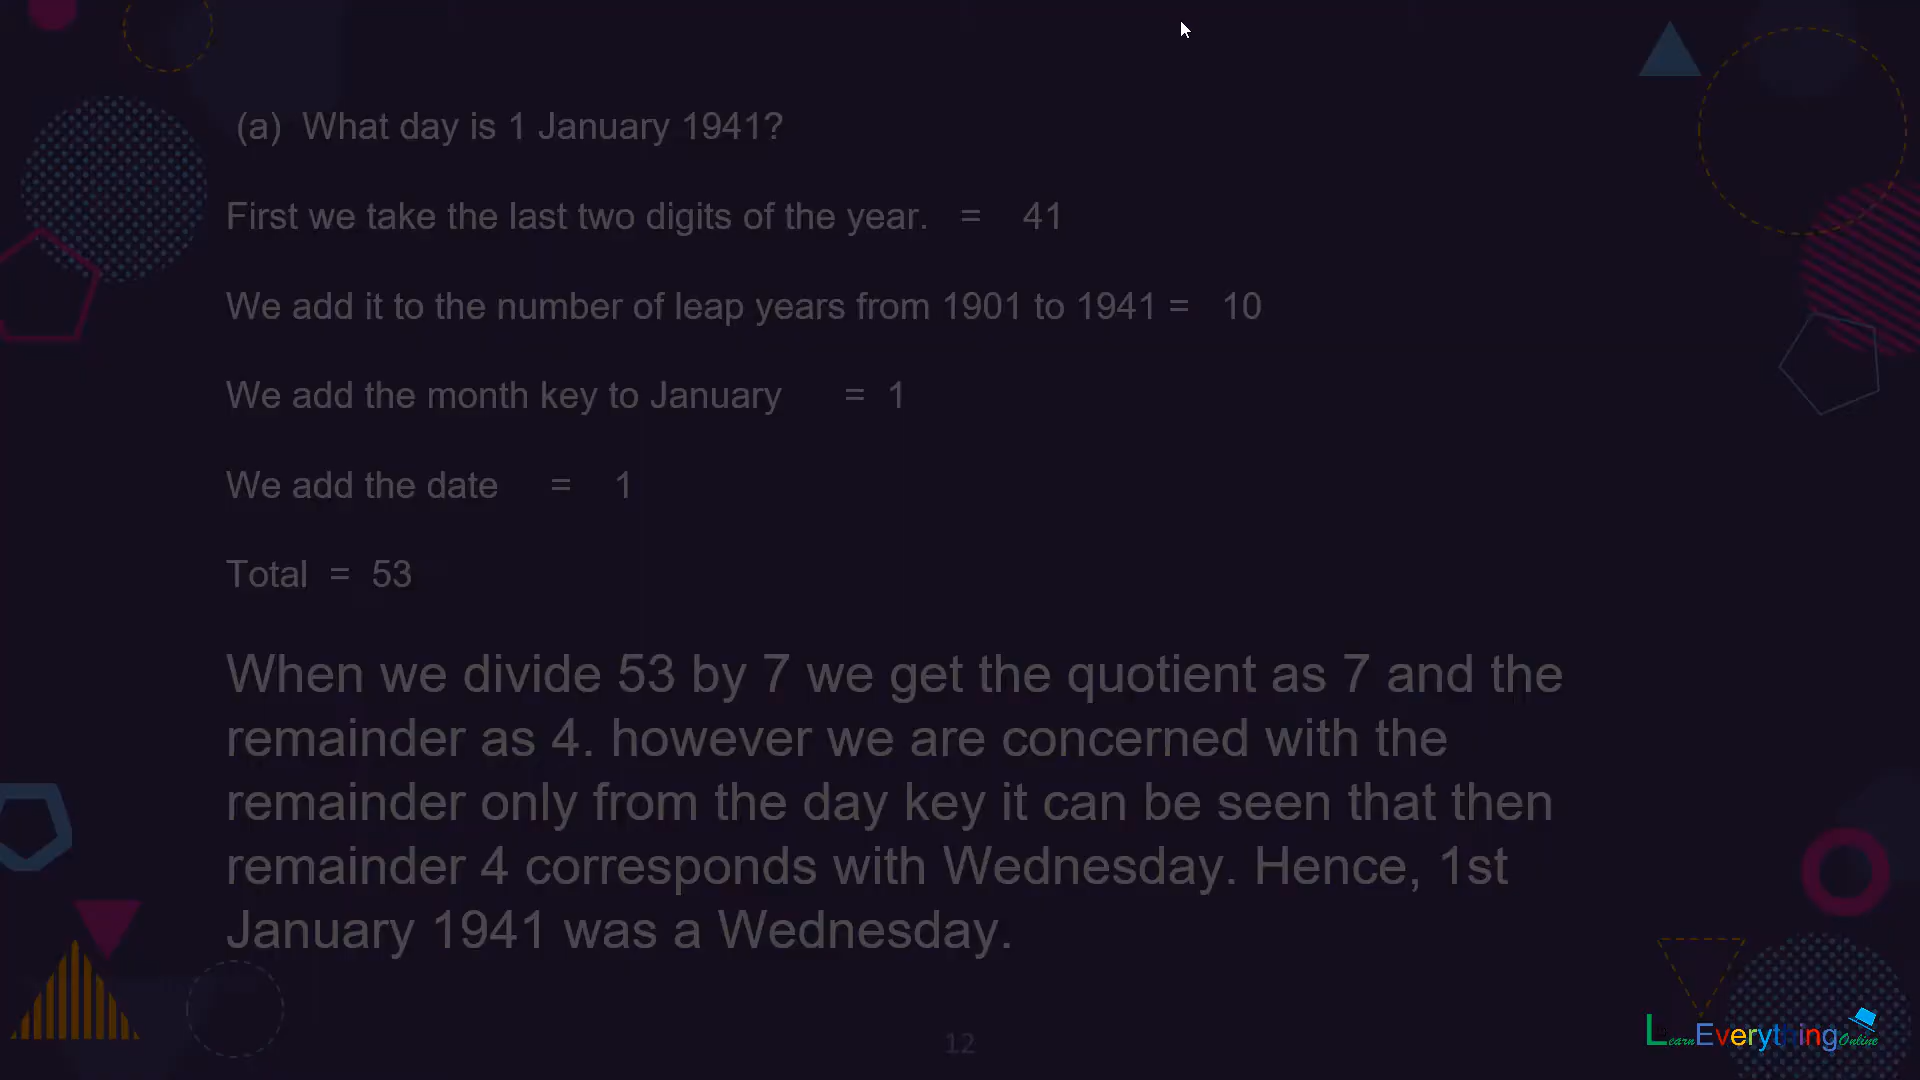 (a) What day is 1 January 1941?
First we take the last two digits of the year. = 41
We add it to the number of leap years from 1901 to 1941 = 10
We add the month key to January = 1
We add the date = 1
Total = 53
When we divide 53 by 7 we get the quotient as 7 and the
remainder as 4. however we are concerned with the
remainder only from the day key it can be seen that then
remainder 4 corresponds with Wednesday. Hence, 1st
January 1941 was a Wednesday.
12
Learn Everything Online